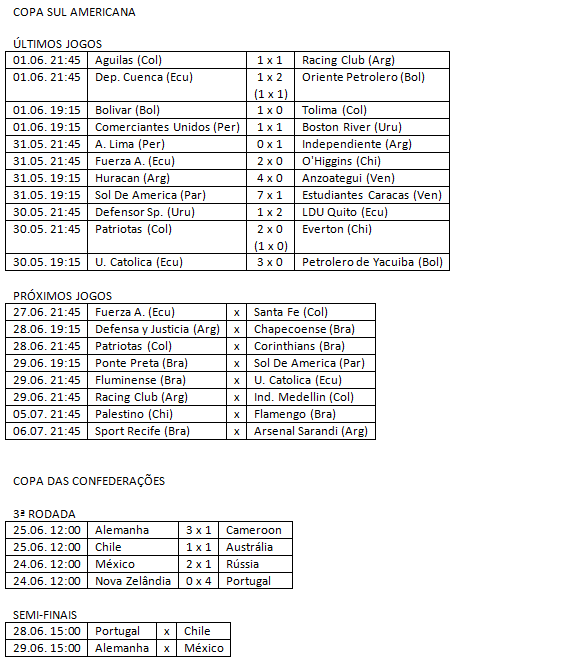 COPA SUL AMERICANA
ÚLTIMOS JOGOS
01.06. 21:45 Aguilas (Col) 1 x 1 Racing Club (Arg)
01.06. 21:45 Dep. Cuenca (Ecu) 1 x 2 Oriente Petrolero (Bol)
(1 x 1)
01.06. 19:15 Bolivar (Bol) 1 x 0 Tolima (Col)
01.06. 19:15 Comerciantes Unidos (Per) 1 x 1 Boston River (Uru)
31.05. 21:45 A. Lima (Per) 0 x 1 Independiente (Arg)
31.05. 21:45 Fuerza A. (Ecu) 2 x 0 O'Higgins (Chi)
31.05. 19:15 Huracan (Arg) 4 x 0 Anzoategui (Ven)
31.05. 19:15 Sol De America (Par) 7 x 1 Estudiantes Caracas (Ven)
30.05. 21:45 Defensor Sp. (Uru) 1 x 2 LDU Quito (Ecu)
30.05. 21:45 Patriotas (Col) 2 x 0 Everton (Chi)
(1 x 0)
30.05. 19:15 U. Catolica (Ecu) 3 x 0 Petrolero de Yacuiba (Bol)
PRÓXIMOS JOGOS
27.06. 21:45 Fuerza A. (Ecu) x Santa Fe (Col)
28.06. 19:15 Defensa y Justicia (Arg) x Chapecoense (Bra)
28.06. 21:45 Patriotas (Col) x Corinthians (Bra)
29.06. 19:15 Ponte Preta (Bra) x Sol De America (Par)
29.06. 21:45 Fluminense (Bra) x U. Catolica (Ecu)
29.06. 21:45 Racing Club (Arg) x Ind. Medellin (Col)
05.07. 21:45 Palestino (Chi) x Flamengo (Bra)
06.07. 21:45 Sport Recife (Bra) x Arsenal Sarandi (Arg)
COPA DAS CONFEDERAÇÕES
3ª RODADA
25.06. 12:00 Alemanha 3 x 1 Cameroon
25.06. 12:00 Chile 1 x 1 Austrália
24.06. 12:00 México 2 x 1 Rússia
24.06. 12:00 Nova Zelândia 0 x 4 Portugal
SEMI-FINAIS
28.06. 15:00 Portugal x Chile
29.06. 15:00 Alemanha x México